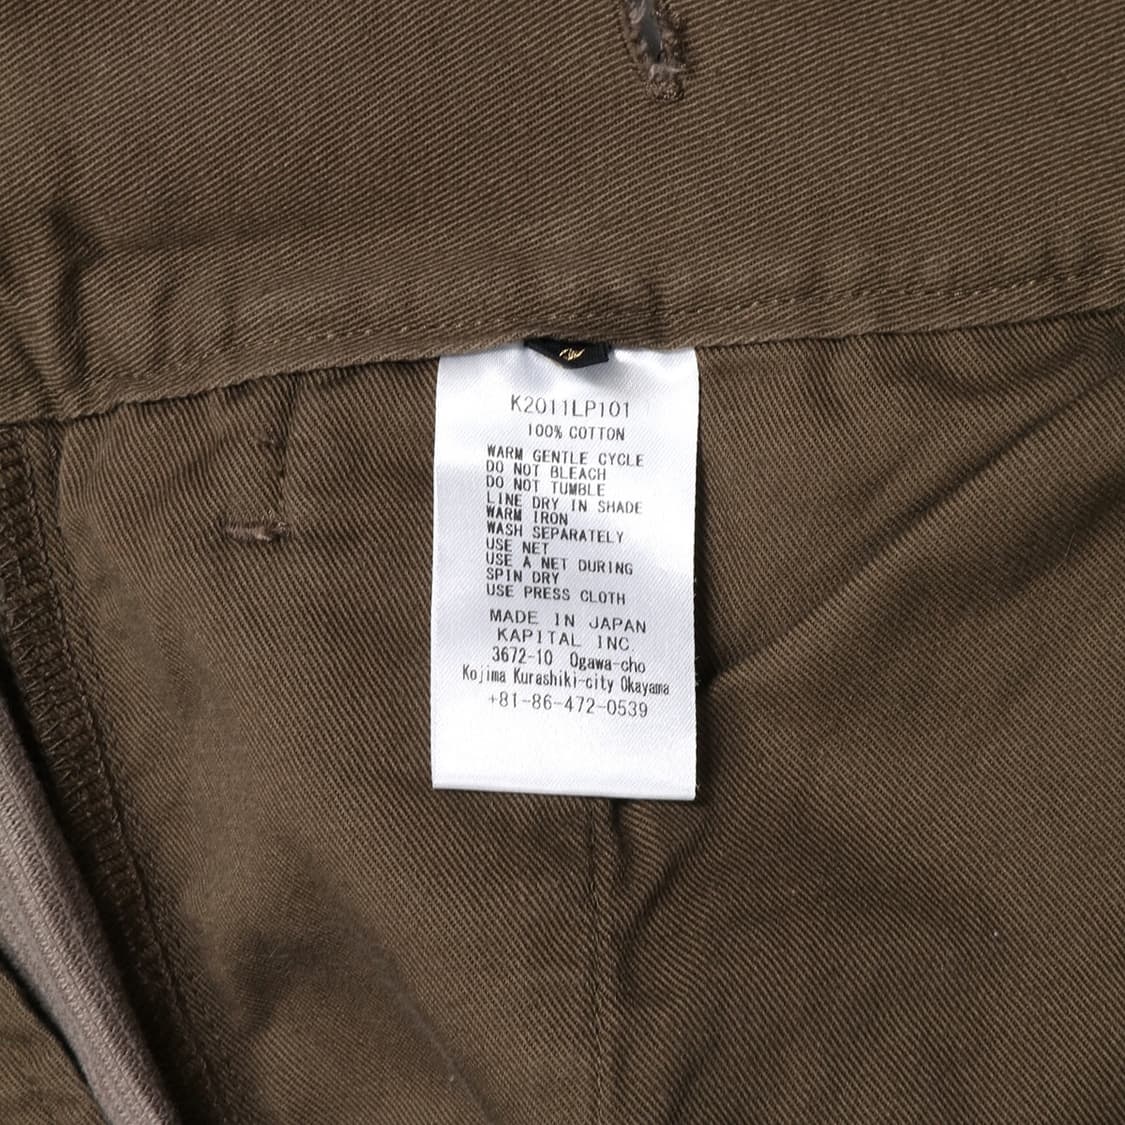 K2011LP101
100% COTTON
WARM GENTLE CYCLE
DO NOT BLEACH
DO NOT TUMBLE
LINE DRY IN SHADE
WARM IRON
WASH SEPARATELY
USE NET
USE A NET DURING
SPIN DRY
USE PRESS CLOTH
MADE IN JAPAN
KAPITAL INC.
3672-10 Ogawa-cho
Kojima Kurashiki-city Okayama
+81-86-472-0539